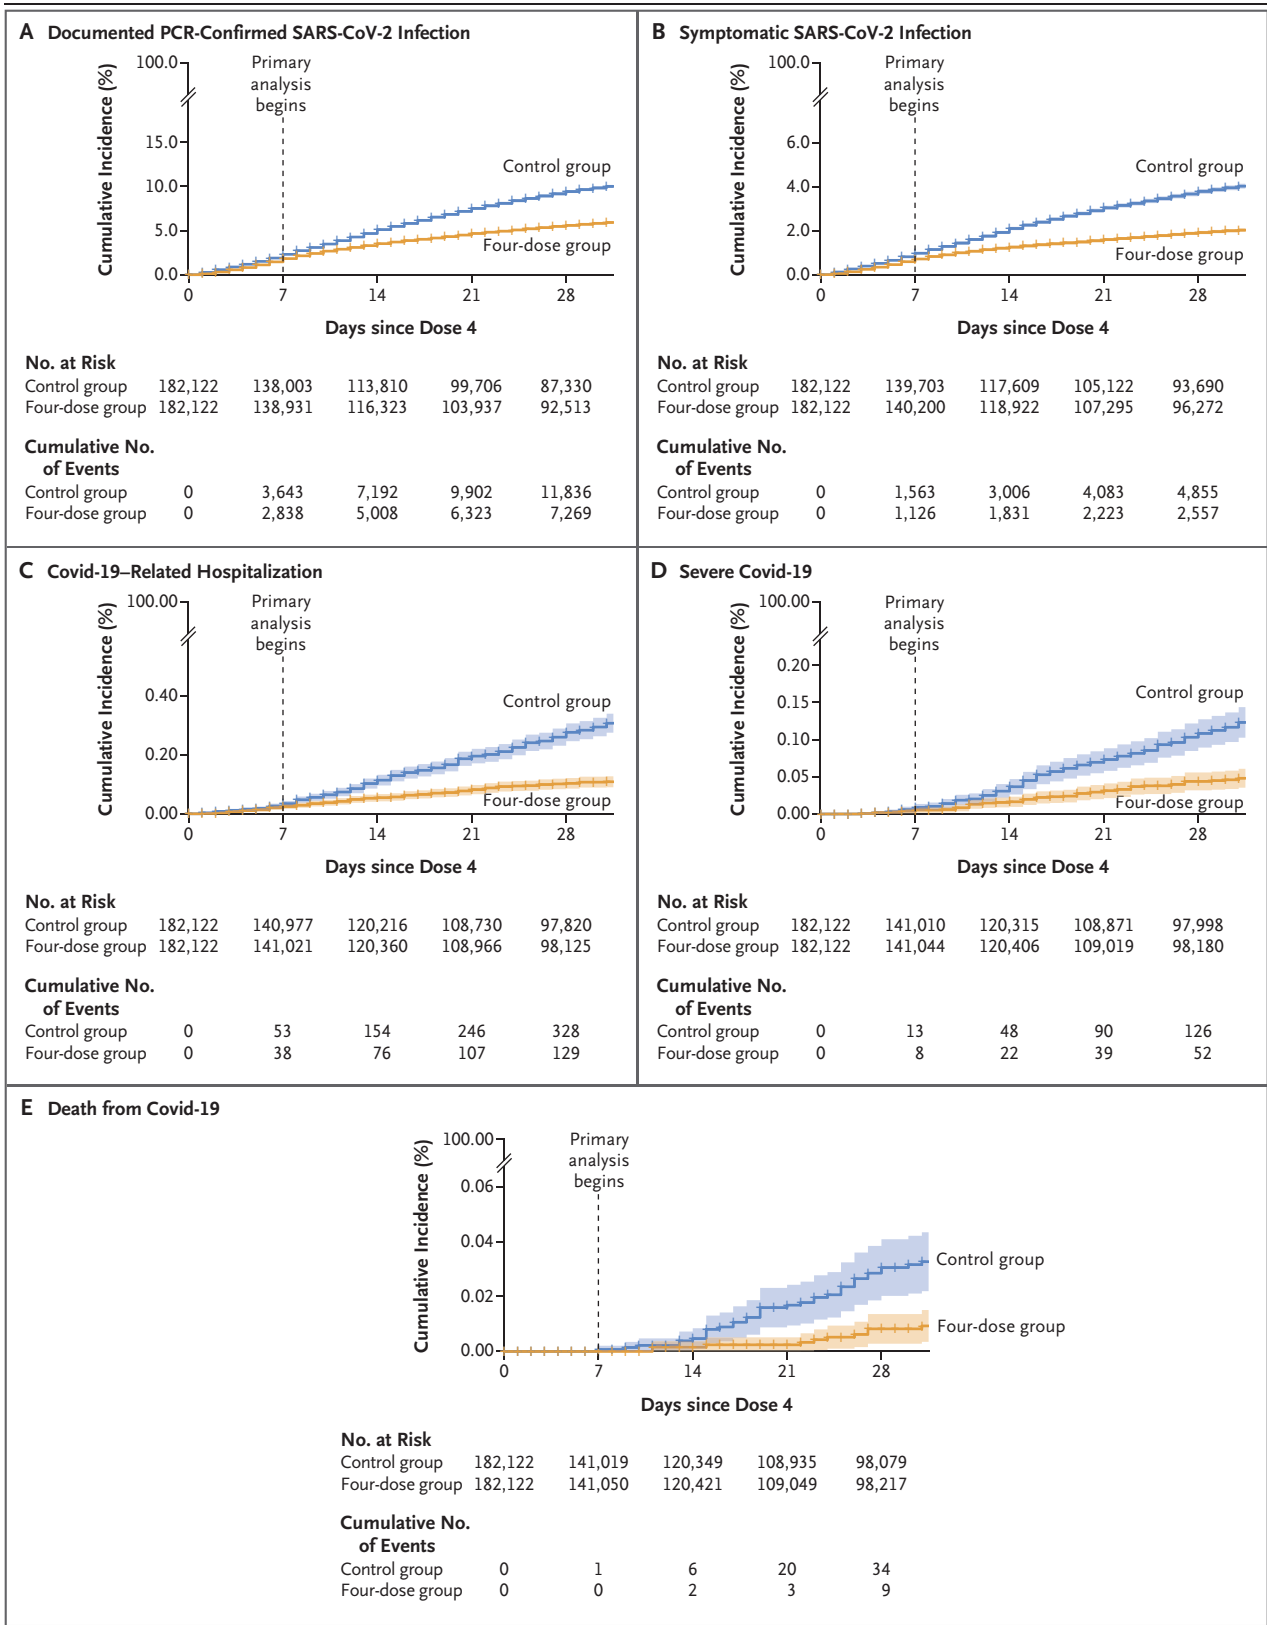 A Documented PCR-Confirmed SARS-CoV-2 Infection
Cumulative Incidence (%)
100.0
15.0
10.0
5.0
0.0
Primary
analysis
begins
Control group
Four-dose group
0 7 14 21 28
Days since Dose 4
No. at Risk
Control group 182,122 138,003 113,810 99,706 87,330
Four-dose group 182,122 138,931 116,323 103,937 92,513
Cumulative No.
of Events
Control group 0 3,643 7,192 9,902 11,836
Four-dose group 0 2,838 5,008 6,323 7,269
B Symptomatic SARS-CoV-2 Infection
Cumulative Incidence (%)
100.0
6.0
4.0
2.0
0.0
Primary
analysis
begins
Control group
Four-dose group
0 7 14 21 28
Days since Dose 4
No. at Risk
Control group 182,122 139,703 117,609 105,122 93,690
Four-dose group 182,122 140,200 118,922 107,295 96,272
Cumulative No.
of Events
Control group 0 1,563 3,006 4,083 4,855
Four-dose group 0 1,126 1,831 2,223 2,557
C Covid-19–Related Hospitalization
Cumulative Incidence (%)
100.00
0.40
0.20
0.00
Primary
analysis
begins
Control group
Four-dose group
0 7 14 21 28
Days since Dose 4
No. at Risk
Control group 182,122 140,977 120,216 108,730 97,820
Four-dose group 182,122 141,021 120,360 108,966 98,125
Cumulative No.
of Events
Control group 0 53 154 246 328
Four-dose group 0 38 76 107 129
D Severe Covid-19
Cumulative Incidence (%)
100.00
0.20
0.15
0.10
0.05
0.00
Primary
analysis
begins
Control group
Four-dose group
0 7 14 21 28
Days since Dose 4
No. at Risk
Control group 182,122 141,010 120,315 108,871 97,998
Four-dose group 182,122 141,044 120,406 109,019 98,180
Cumulative No.
of Events
Control group 0 13 48 90 126
Four-dose group 0 8 22 39 52
E Death from Covid-19
Cumulative Incidence (%)
100.00
0.06
0.04
0.02
0.00
Primary
analysis
begins
Control group
Four-dose group
0 7 14 21 28
Days since Dose 4
No. at Risk
Control group 182,122 141,019 120,349 108,935 98,079
Four-dose group 182,122 141,050 120,421 109,049 98,217
Cumulative No.
of Events
Control group 0 1 6 20 34
Four-dose group 0 0 2 3 9